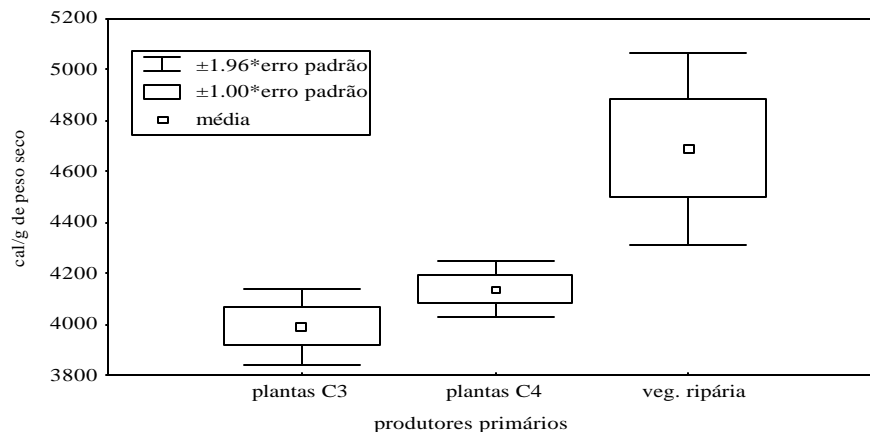 5200
5000
4800
4600
4400
4200
4000
3800
cal/g de peso seco
±1.96*erro padrão
±1.00*erro padrão
média
plantas C3
plantas C4
veg. ripária
produtores primários